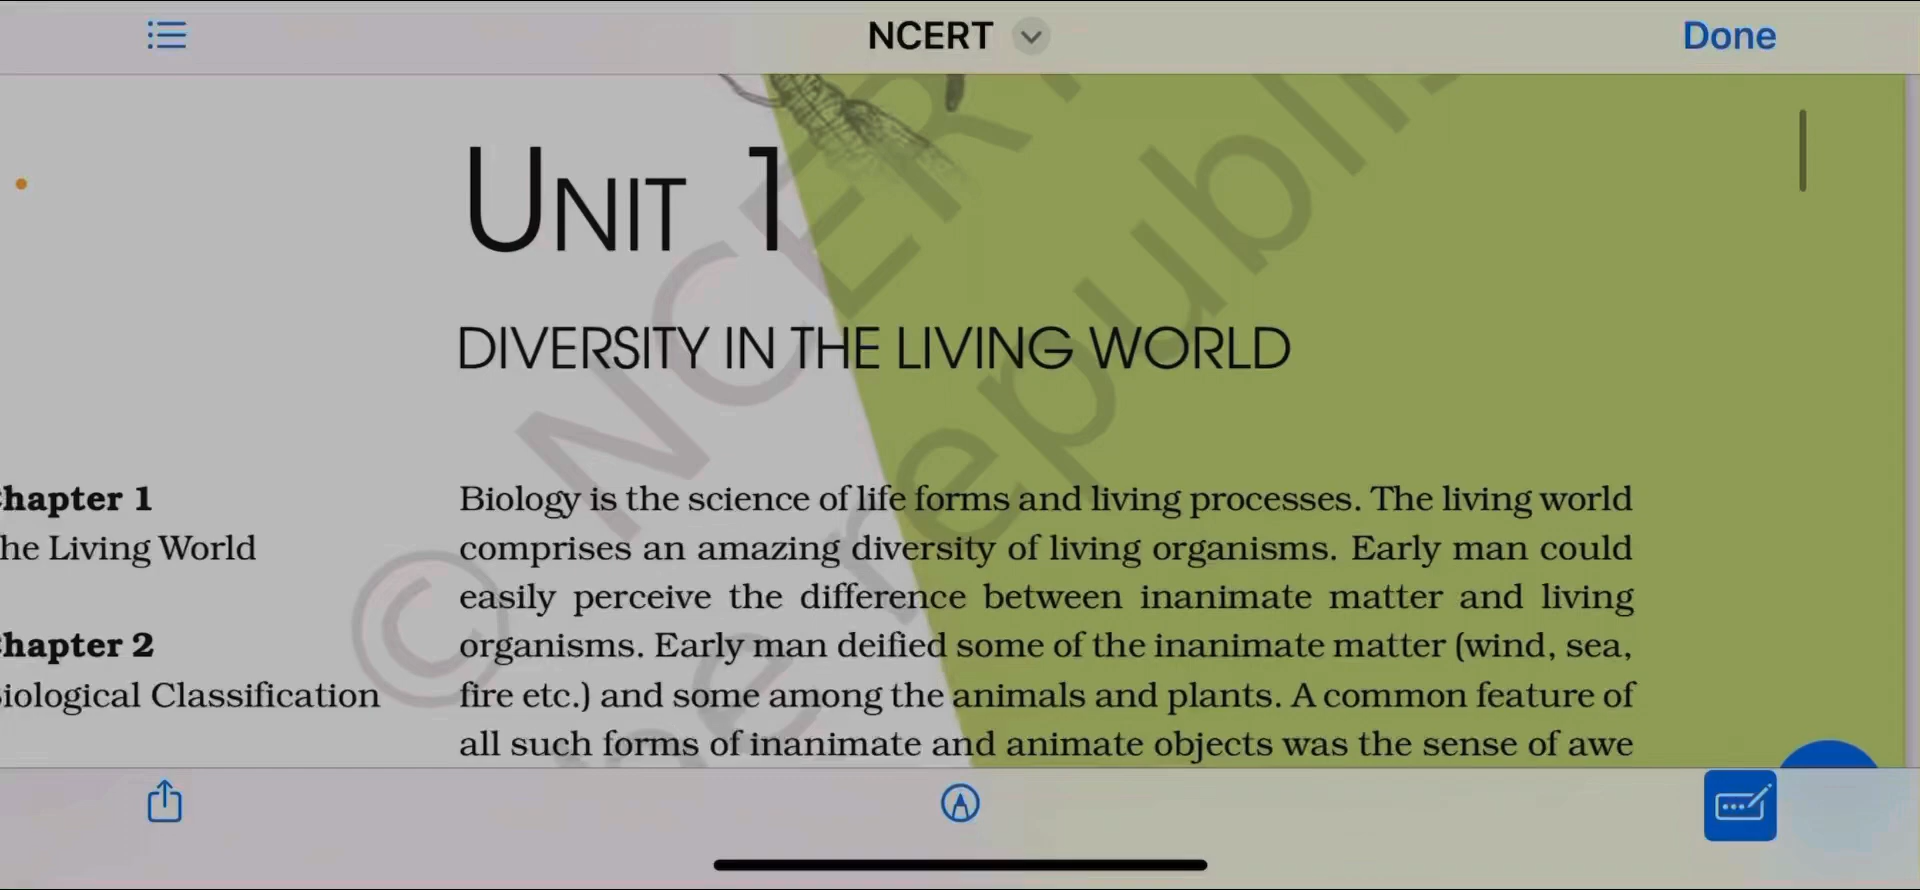 NCERT
Done
UNIT 1
DIVERSITY IN THE LIVING WORLD
hapter 1
he Living World
hapter 2
iological Classification
Biology is the science of life forms and living processes. The living world
comprises an amazing diversity of living organisms. Early man could
easily perceive the difference between inanimate matter and living
organisms. Early man deified some of the inanimate matter (wind, sea,
fire etc.) and some among the animals and plants. A common feature of
all such forms of inanimate and animate objects was the sense of awe
© NCERT
be republis